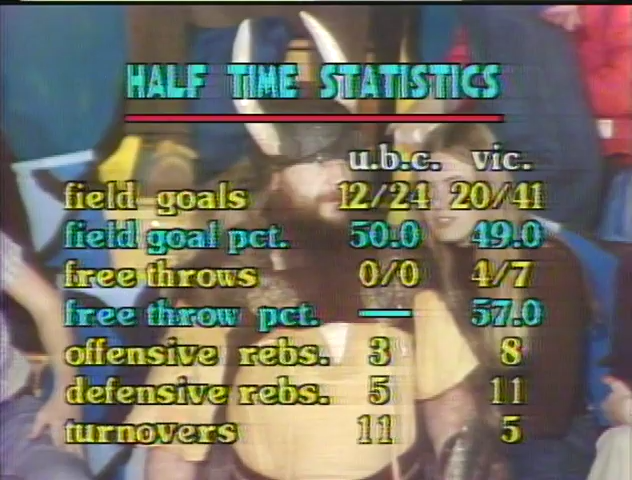 HALF TIME STATISTICS
u.b.c. vic.
field goals 12/24 20/41
field goal pct. 50.0 49.0
free throws 0/0 4/7
free throw pct. — 57.0
offensive rebs. 3 8
defensive rebs. 5 11
turnovers 11 5